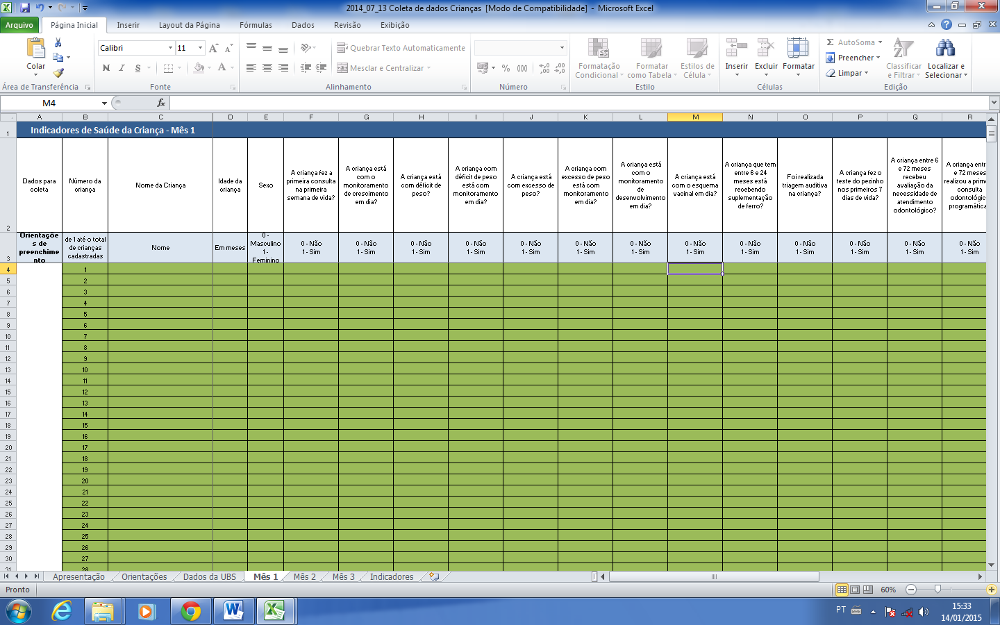 2014_07_13 Coleta de dados Crianças  [Modo de Compatibilidade]  -  Microsoft Excel
Arquivo
Página Inicial
Inserir
Layout da Página
Fórmulas
Dados
Revisão
Exibição
Colar
Área de Transferência
Calibri
11
N
I
S
A
Fonte
Quebrar Texto Automaticamente
Mesclar e Centralizar
Alinhamento
%
000
Número
Formatação
Condicional
Formatar
como Tabela
Estilos de
Célula
Estilo
Inserir
Excluir
Formatar
Células
Σ AutoSoma
Preencher
Limpar
Classificar
e Filtrar
Localizar e
Selecionar
Edição
M4
fx
A B C D E F G H I J K L M N O P Q R
1
Indicadores de Saúde da Criança - Mês 1
2
Dados para
coleta
Número da
criança
Nome da Criança
Idade da
criança
Sexo
A criança fez a
primeira consulta
na primeira
semana de vida?
A criança está
com o
monitoramento
de crescimento
em dia?
A criança está
com déficit de
peso?
A criança com
déficit de peso
está com
monitoramento
em dia?
A criança está
com excesso de
peso?
A criança com
excesso de peso
está com
monitoramento
em dia?
A criança está
com o
monitoramento
de
desenvolvimento
em dia?
A criança está
com o esquema
vacinal em dia?
A criança que tem
entre 6 e 24
meses está
recebendo
suplementação
de ferro?
Foi realizada
triagem auditiva
na criança?
A criança fez o
teste do pezinho
nos primeiros 7
dias de vida?
A criança entre 6
e 72 meses
recebeu
avaliação da
necessidade de
atendimento
odontológico?
A criança entr
e 72 meses
realizou a prime
consulta
odontológic
programática
3
Orientaçõe
s de
preenchime
nto
de 1 até o total
de crianças
cadastradas
Nome
Em meses
0 -
Masculino
1-
Feminino
0 - Não
1- Sim
0 - Não
1- Sim
0 - Não
1- Sim
0 - Não
1- Sim
0 - Não
1- Sim
0 - Não
1- Sim
0 - Não
1- Sim
0 - Não
1- Sim
0 - Não
1- Sim
0 - Não
1- Sim
0 - Não
1- Sim
0 - Não
1- Sim
0 - Não
1- Sim
4 1
5 2
6 3
7 4
8 5
9 6
10 7
11 8
12 9
13 10
14 11
15 12
16 13
17 14
18 15
19 16
20 17
21 18
22 19
23 20
24 21
25 22
26 23
27 24
28 25
29 26
30 27
31 28
Apresentação
Orientações
Dados da UBS
Mês 1
Mês 2
Mês 3
Indicadores
Pronto
60%
PT
15:33
14/01/2015